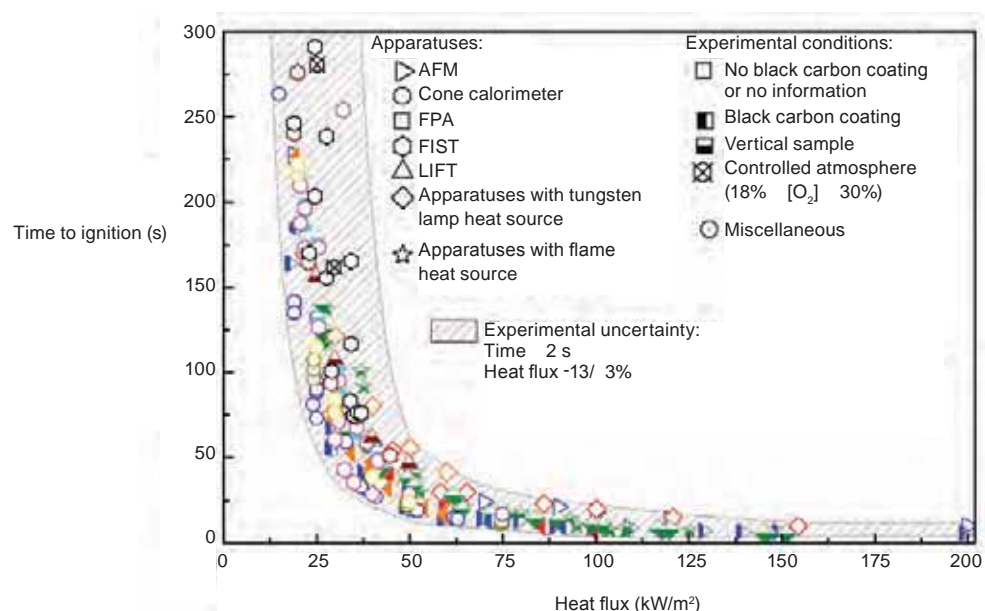 Time to ignition (s)
300
250
200
150
100
50
0
0
25
50
75
100
125
150
175
200
Heat flux (kW/m²)
Apparatuses:
AFM
Cone calorimeter
FPA
FIST
LIFT
Apparatuses with tungsten
lamp heat source
Apparatuses with flame
heat source
Experimental conditions:
No black carbon coating
or no information
Black carbon coating
Vertical sample
Controlled atmosphere
(18% [O₂] 30%)
Miscellaneous
Experimental uncertainty:
Time 2 s
Heat flux -13/ 3%